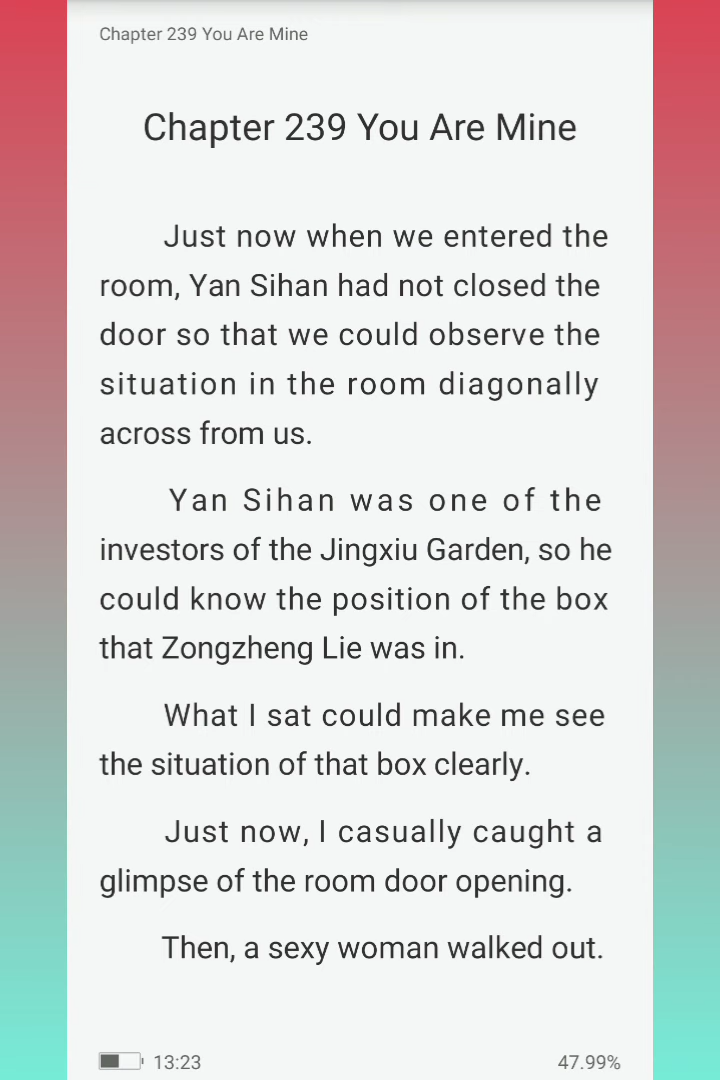 Chapter 239 You Are Mine
Chapter 239 You Are Mine
Just now when we entered the
room, Yan Sihan had not closed the
door so that we could observe the
situation in the room diagonally
across from us.
Yan Sihan was one of the
investors of the Jingxiu Garden, so he
could know the position of the box
that Zongzheng Lie was in.
What I sat could make me see
the situation of that box clearly.
Just now, I casually caught a
glimpse of the room door opening.
Then, a sexy woman walked out.
13:23
47.99%